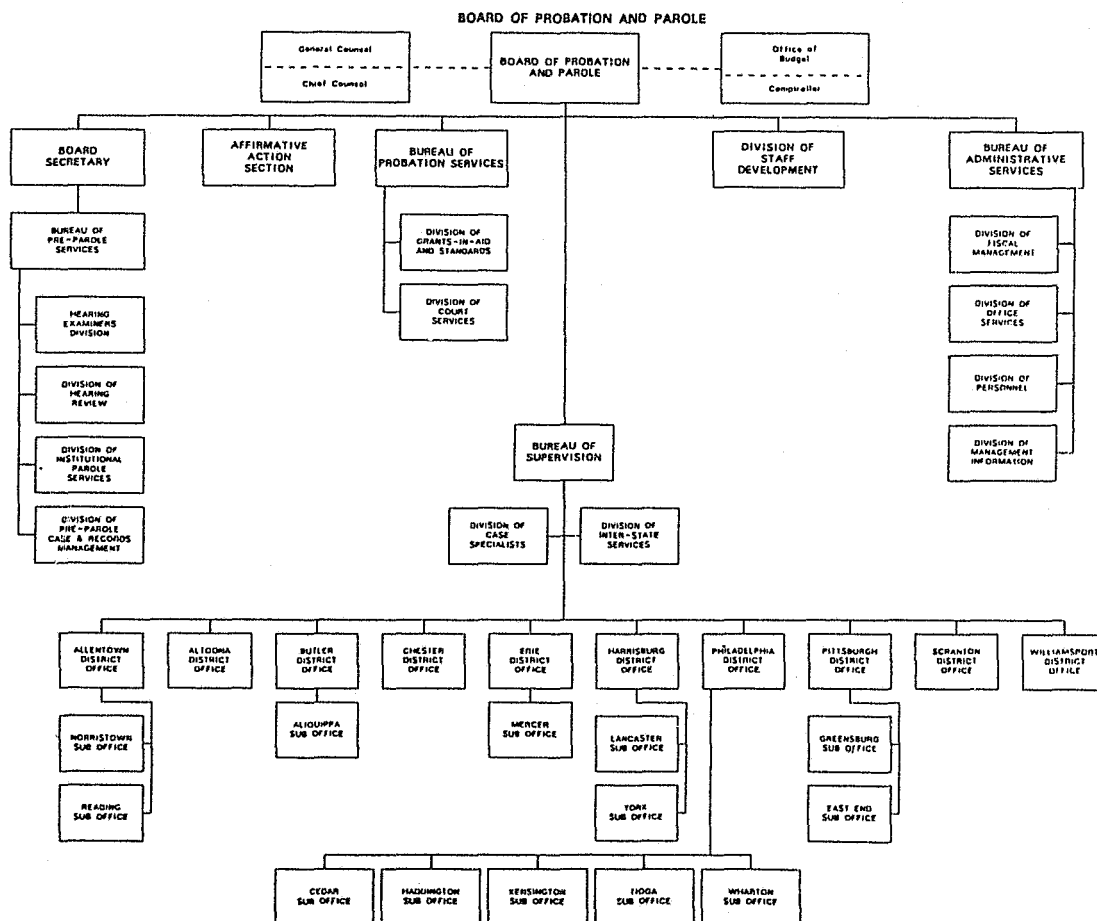 BOARD OF PROBATION AND PAROLE
General Counsel
Chief Counsel
BOARD OF PROBATION
AND PAROLE
Office of
Budget
Comptroller
BOARD
SECRETARY
AFFIRMATIVE
ACTION
SECTION
BUREAU OF
PROBATION SERVICES
DIVISION OF
STAFF
DEVELOPMENT
BUREAU OF
ADMINISTRATIVE
SERVICES
BUREAU OF
PRE-PAROLE
SERVICES
DIVISION OF
GRANTS-IN-AID
AND STANDARDS
DIVISION OF
FISCAL
MANAGEMENT
HEARING
EXAMINERS
DIVISION
DIVISION OF
COURT
SERVICES
DIVISION OF
OFFICE
SERVICES
DIVISION OF
HEARING
REVIEW
DIVISION OF
PERSONNEL
DIVISION OF
INSTITUTIONAL
PAROLE
SERVICES
BUREAU OF
SUPERVISION
DIVISION OF
MANAGEMENT
INFORMATION
DIVISION OF
PRE-PAROLE
CASE & RECORDS
MANAGEMENT
DIVISION OF
CASE
SPECIALISTS
DIVISION OF
INTER-STATE
SERVICES
ALLENTOWN
DISTRICT
OFFICE
ALTOONA
DISTRICT
OFFICE
BUTLER
DISTRICT
OFFICE
CHESTER
DISTRICT
OFFICE
ERIE
DISTRICT
OFFICE
HARRISBURG
DISTRICT
OFFICE
PHILADELPHIA
DISTRICT
OFFICE
PITTSBURGH
DISTRICT
OFFICE
SCRANTON
DISTRICT
OFFICE
WILLIAMSPORT
DISTRICT
OFFICE
NORRISTOWN
SUB OFFICE
ALIQUIPPA
SUB OFFICE
MERCER
SUB OFFICE
LANCASTER
SUB OFFICE
GREENSBURG
SUB OFFICE
READING
SUB OFFICE
YORK
SUB OFFICE
EAST END
SUB OFFICE
CEDAR
SUB OFFICE
HADDINGTON
SUB OFFICE
KENSINGTON
SUB OFFICE
TIOGA
SUB OFFICE
WHARTON
SUB OFFICE